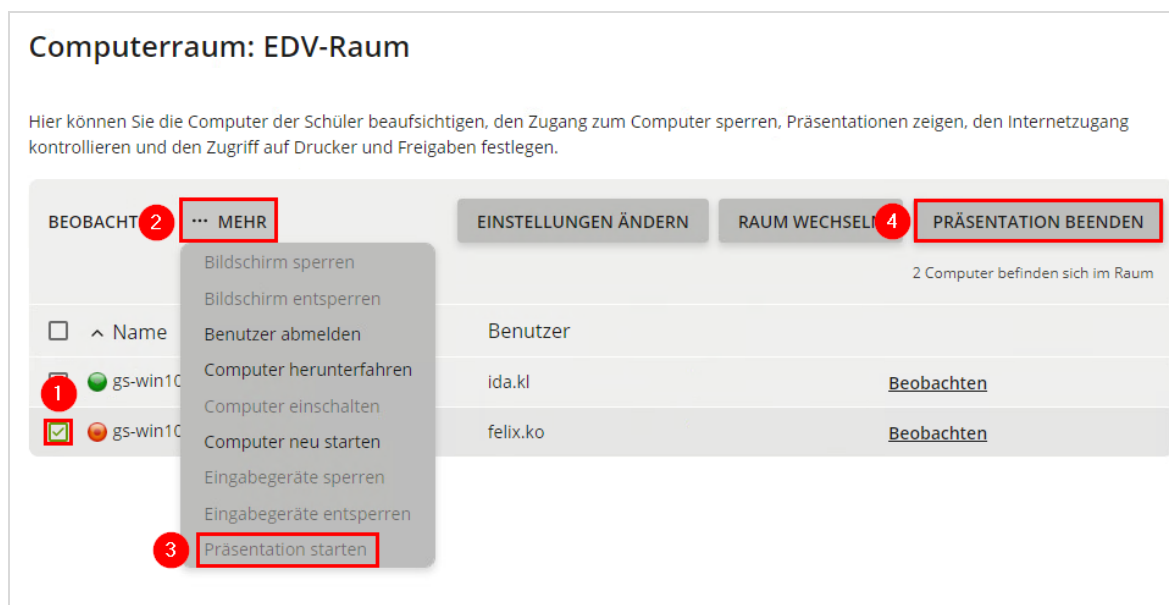 Computerraum: EDV-Raum
Hier können Sie die Computer der Schüler beaufsichtigen, den Zugang zum Computer sperren, Präsentationen zeigen, den Internetzugang
kontrollieren und den Zugriff auf Drucker und Freigaben festlegen.
BEOBACHT 2 ··· MEHR EINSTELLUNGEN ÄNDERN RAUM WECHSELN 4 PRÄSENTATION BEENDEN
Bildschirm sperren
2 Computer befinden sich im Raum
Bildschirm entsperren
Name Benutzer abmelden Benutzer
Computer herunterfahren
1 gs-win10 ida.kl Beobachten
Computer einschalten
gs-win10 Computer neu starten felix.ko Beobachten
Eingabegeräte sperren
Eingabegeräte entsperren
3 Präsentation starten